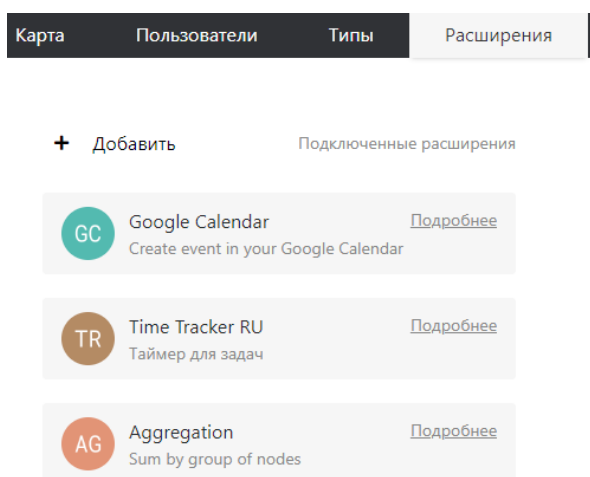 Карта Пользователи Типы Расширения
+ Добавить Подключенные расширения
GC Google Calendar Подробнее
Create event in your Google Calendar
TR Time Tracker RU Подробнее
Таймер для задач
AG Aggregation Подробнее
Sum by group of nodes